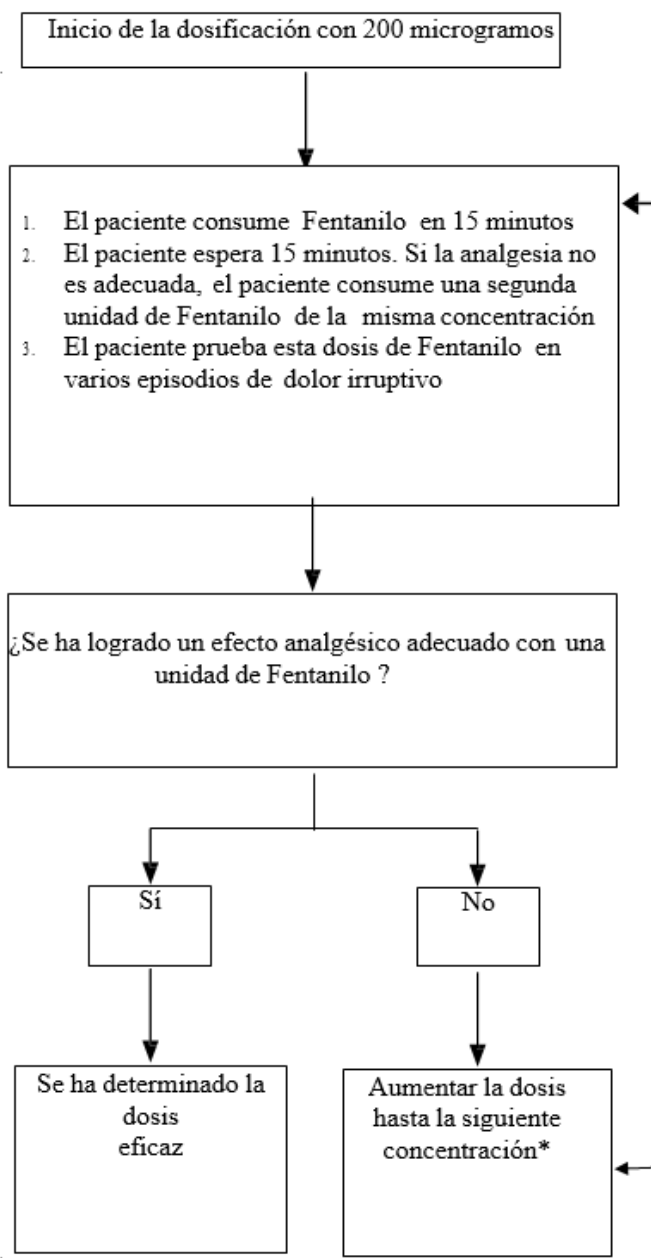 Inicio de la dosificación con 200 microgramos
1. El paciente consume Fentanilo en 15 minutos
2. El paciente espera 15 minutos. Si la analgesia no
es adecuada, el paciente consume una segunda
unidad de Fentanilo de la misma concentración
3. El paciente prueba esta dosis de Fentanilo en
varios episodios de dolor irruptivo
¿Se ha logrado un efecto analgésico adecuado con una
unidad de Fentanilo ?
Sí
No
Se ha determinado la
dosis
eficaz
Aumentar la dosis
hasta la siguiente
concentración*